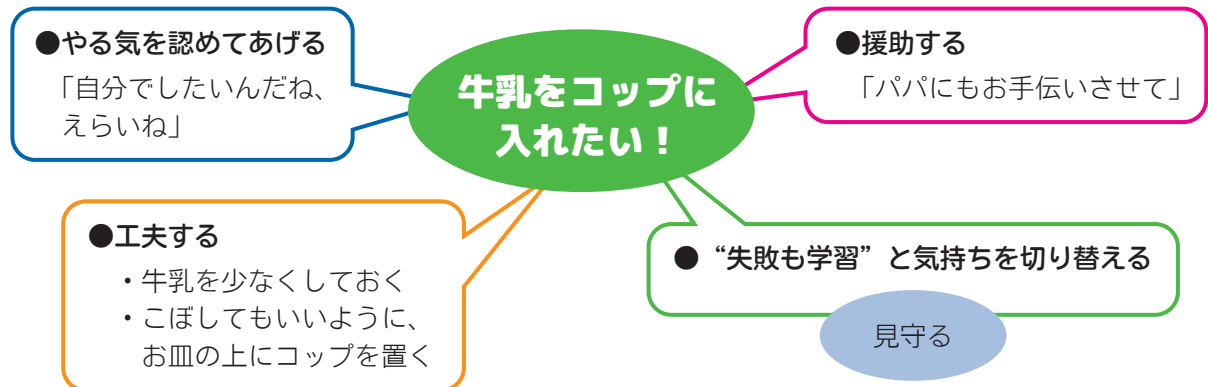 ●やる気を認めてあげる
「自分でしたいんだね、
えらいね」
牛乳をコップに
入れたい！
●援助する
「パパにもお手伝いさせて」
●工夫する
・牛乳を少なくしておく
・こぼしてもいいように、
お皿の上にコップを置く
●“失敗も学習”と気持ちを切り替える
見守る